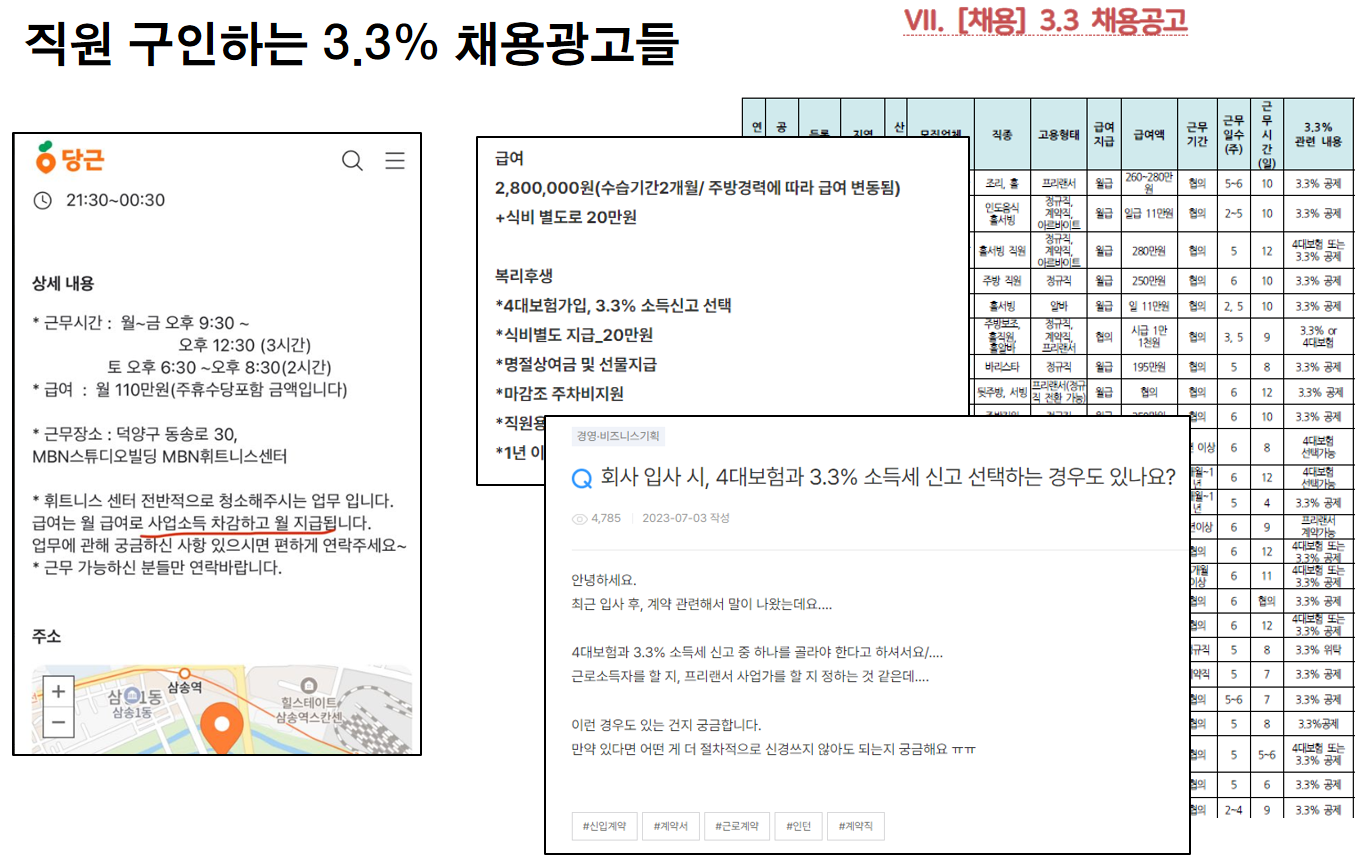 직원 구인하는 3.3% 채용광고들
VII. [채용] 3.3 채용공고
당근
21:30~00:30
상세 내용
* 근무시간 : 월~금 오후 9:30 ~
오후 12:30 (3시간)
토 오후 6:30 ~오후 8:30(2시간)
* 급여 : 월 110만원(주휴수당포함 금액입니다)
* 근무장소 : 덕양구 동송로 30,
MBN스튜디오빌딩 MBN휘트니스센터
* 휘트니스 센터 전반적으로 청소해주시는 업무 입니다.
급여는 월 급여로 사업소득 차감하고 월 지급됩니다.
업무에 관해 궁금하신 사항 있으시면 편하게 연락주세요~
* 근무 가능하신 분들만 연락바랍니다.
주소
+
−
삼송1동
삼송1동
삼송역
힐스테이트
삼송역스칸센
급여
2,800,000원(수습기간2개월/ 주방경력에 따라 급여 변동됨)
+식비 별도로 20만원
복리후생
*4대보험가입, 3.3% 소득신고 선택
*식비별도 지급_20만원
*명절상여금 및 선물지급
*마감조 주차비지원
*직원용
*1년 이
경영·비즈니스기획
Q 회사 입사 시, 4대보험과 3.3% 소득세 신고 선택하는 경우도 있나요?
4,785 2023-07-03 작성
안녕하세요.
최근 입사 후, 계약 관련해서 말이 나왔는데요....
4대보험과 3.3% 소득세 신고 중 하나를 골라야 한다고 하셔서요/....
근로소득자를 할 지, 프리랜서 사업가를 할 지 정하는 것 같은데....
이런 경우도 있는 건지 궁금합니다.
만약 있다면 어떤 게 더 절차적으로 신경쓰지 않아도 되는지 궁금해요 ㅠㅠ
#신입계약 #계약서 #근로계약 #인턴 #계약직
연 공 산 직종 고용형태 급여 지급 급여액 근무 기간 근무 일수 (주) 근무 시간 (일) 3.3% 관련 내용
조리, 홀 프리랜서 월급 260~280만원 협의 5~6 10 3.3% 공제
인도음식 홀서빙 정규직, 계약직, 아르바이트 월급 일급 11만원 협의 2~5 10 3.3% 공제
홀서빙 직원 정규직, 계약직, 아르바이트 월급 280만원 협의 5 12 4대보험 또는 3.3% 공제
주방 직원 정규직 월급 250만원 협의 6 10 3.3% 공제
홀서빙 알바 월급 일 11만원 협의 2, 5 10 3.3% 공제
주방보조, 홀직원, 홀알바 정규직, 계약직, 프리랜서 협의 시급 1만 1천원 협의 3, 5 9 3.3% or 4대보험
바리스타 정규직 월급 195만원 협의 5 8 3.3% 공제
뒷주방, 서빙 프리랜서(정규직 전환 가능) 월급 협의 협의 6 12 3.3% 공제
협의 6 10 3.3% 공제
이상 6 8 4대보험 선택가능
월~1년 6 12 4대보험 선택가능
월~1년 5 4 3.3% 공제
년이상 6 9 프리랜서 계약가능
협의 6 12 4대보험 또는 3.3% 공제
개월 이상 6 11 4대보험 또는 3.3% 공제
협의 6 협의 3.3% 공제
협의 6 12 4대보험 또는 3.3% 공제
규직 5 8 3.3% 위탁
약직 5 7 3.3% 공제
협의 5~6 7 3.3% 공제
협의 5 8 3.3%공제
협의 5 5~6 4대보험 또는 3.3% 공제
협의 5 6 3.3% 공제
협의 2~4 9 3.3% 공제